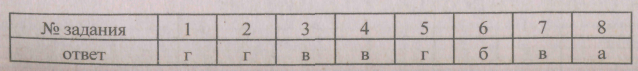 № задания 1 2 3 4 5 6 7 8
ответ г г в в г б в а